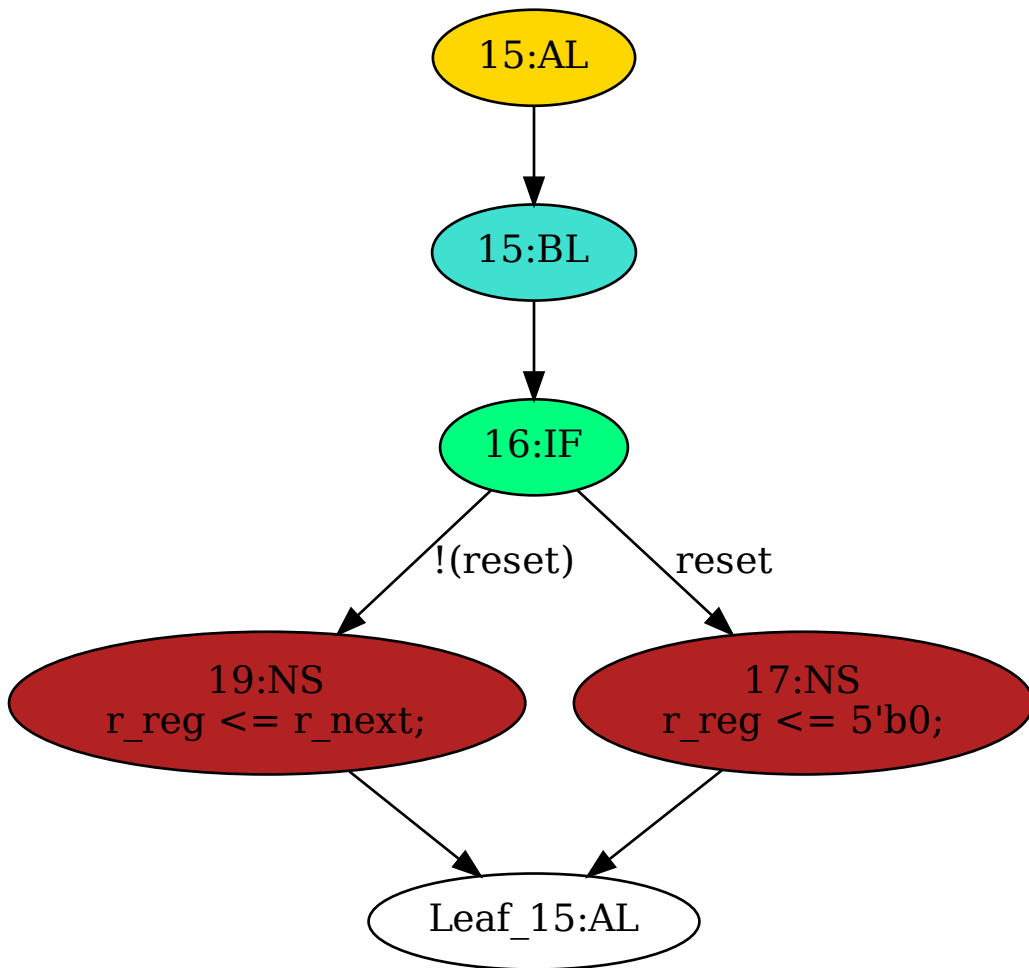 15:AL
15:BL
16:IF
!(reset)
reset
19:NS
r_reg <= r_next;
17:NS
r_reg <= 5'b0;
Leaf_15:AL